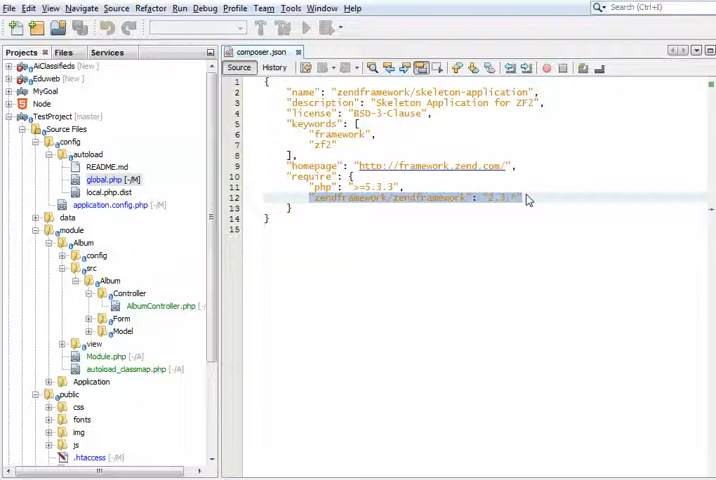 File Edit View Navigate Source Refactor Run Debug Profile Team Tools Window Help
Search (Ctrl+I)
Projects Files Services
composer.json
Source History
AiClassifieds [New ]
Eduweb [New ]
MyGoal
Node
TestProject [master]
Source Files
config
autoload
README.md
global.php [-/M]
local.php.dist
application.config.php [-/M]
data
module
Album
config
src
Album
Controller
AlbumController.php [-/
Form
Model
view
Module.php [-/A]
autoload_classmap.php [-/A]
Application
public
css
fonts
img
js
.htaccess [-/M]
1 {
2 "name": "zendframework/skeleton-application",
3 "description": "Skeleton Application for ZF2",
4 "license": "BSD-3-Clause",
5 "keywords": [
6 "framework",
7 "zf2"
8 ],
9 "homepage": "http://framework.zend.com/",
10 "require": {
11 "php": ">=5.3.3",
12 "zendframework/zendframework": "2.3.*"
13 }
14 }
15